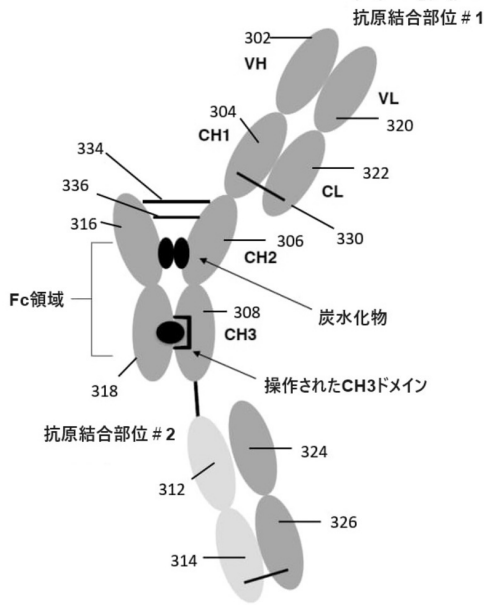 抗原結合部位＃1
302
VH
304
CH1
VL
320
334
322
336
CL
316
330
306
CH2
Fc領域
炭水化物
308
CH3
318
操作されたCH3ドメイン
抗原結合部位＃2
324
312
326
314